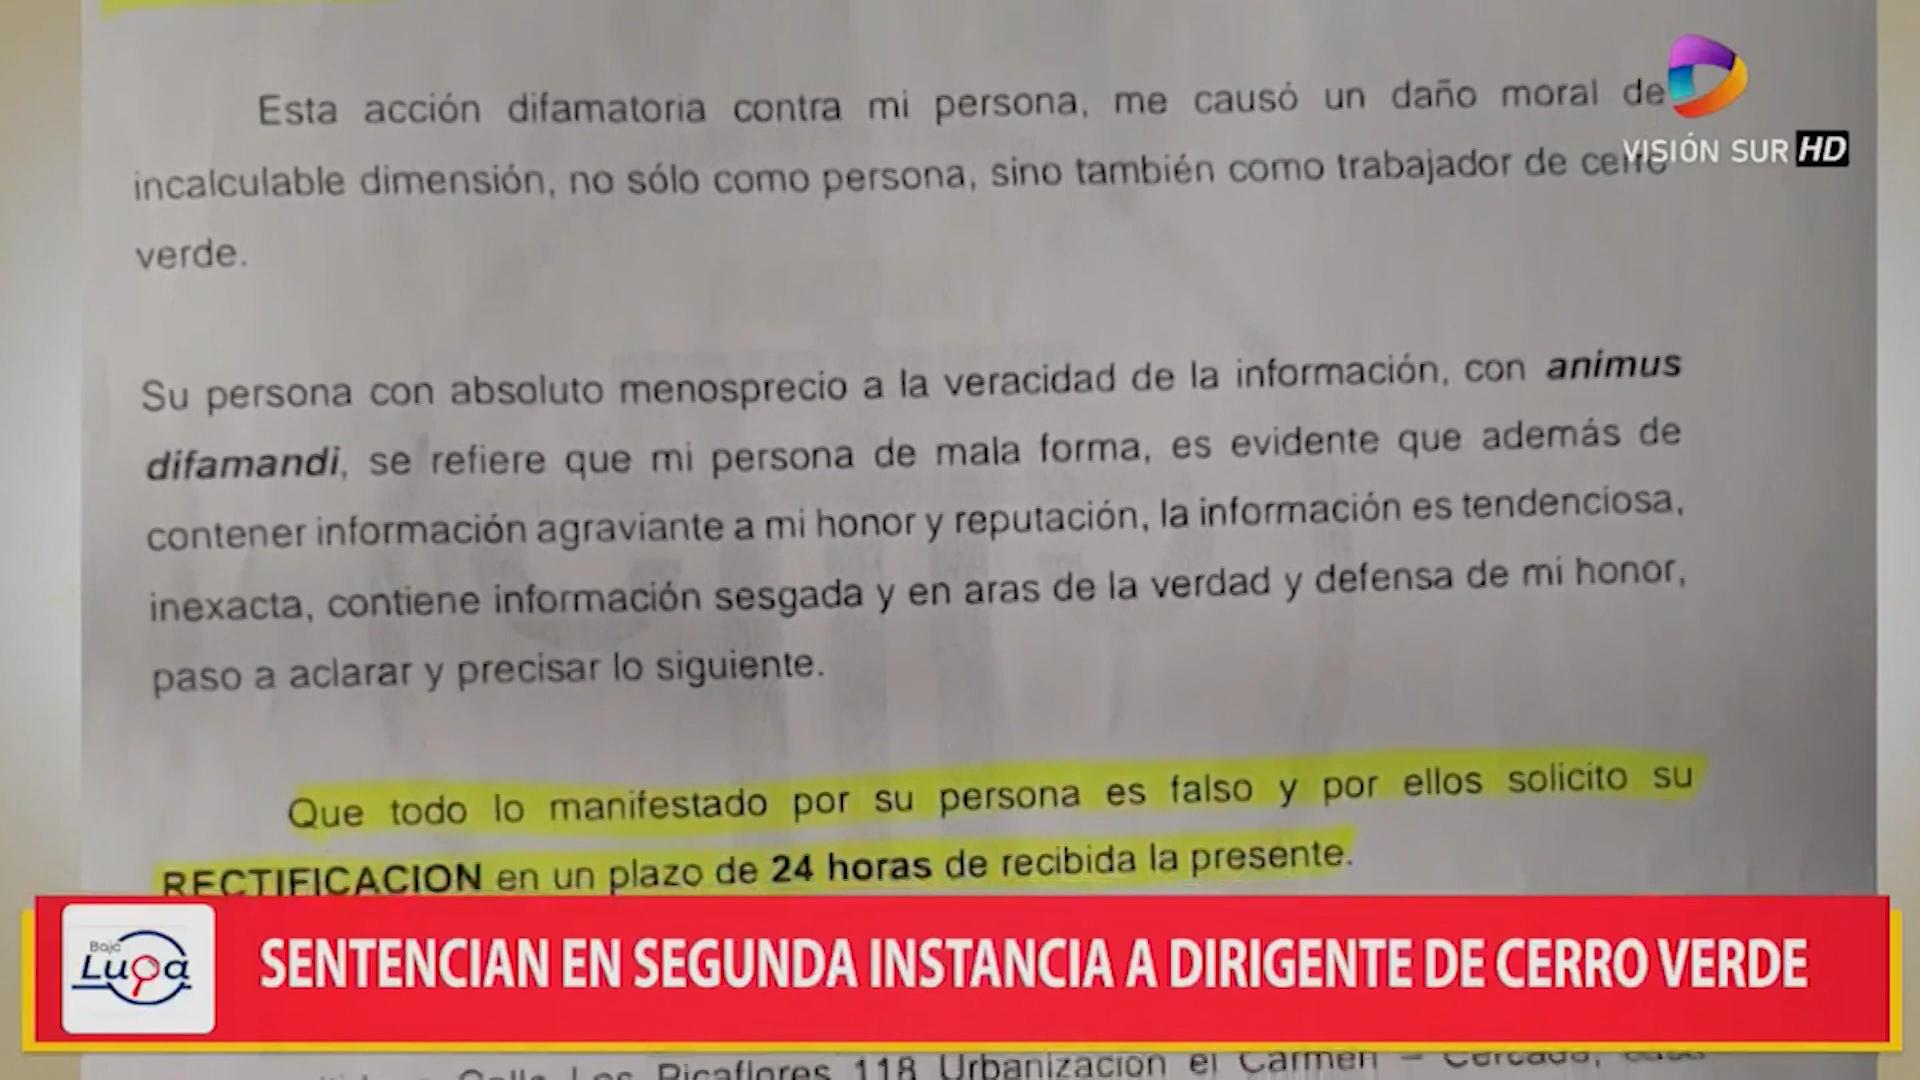 Esta acción difamatoria contra mi persona, me causó un daño moral de
incalculable dimensión, no sólo como persona, sino también como trabajador de cerro
verde.
VISIÓN SUR HD
Su persona con absoluto menosprecio a la veracidad de la información, con animus
difamandi, se refiere que mi persona de mala forma, es evidente que además de
contener información agraviante a mi honor y reputación, la información es tendenciosa,
inexacta, contiene información sesgada y en aras de la verdad y defensa de mi honor,
paso a aclarar y precisar lo siguiente.
Que todo lo manifestado por su persona es falso y por ellos solicito su
RECTIFICACION en un plazo de 24 horas de recibida la presente.
Bajo
Lupa
SENTENCIAN EN SEGUNDA INSTANCIA A DIRIGENTE DE CERRO VERDE
Calle Los Picaflores 118 Urbanización el Carmen – Cercado,